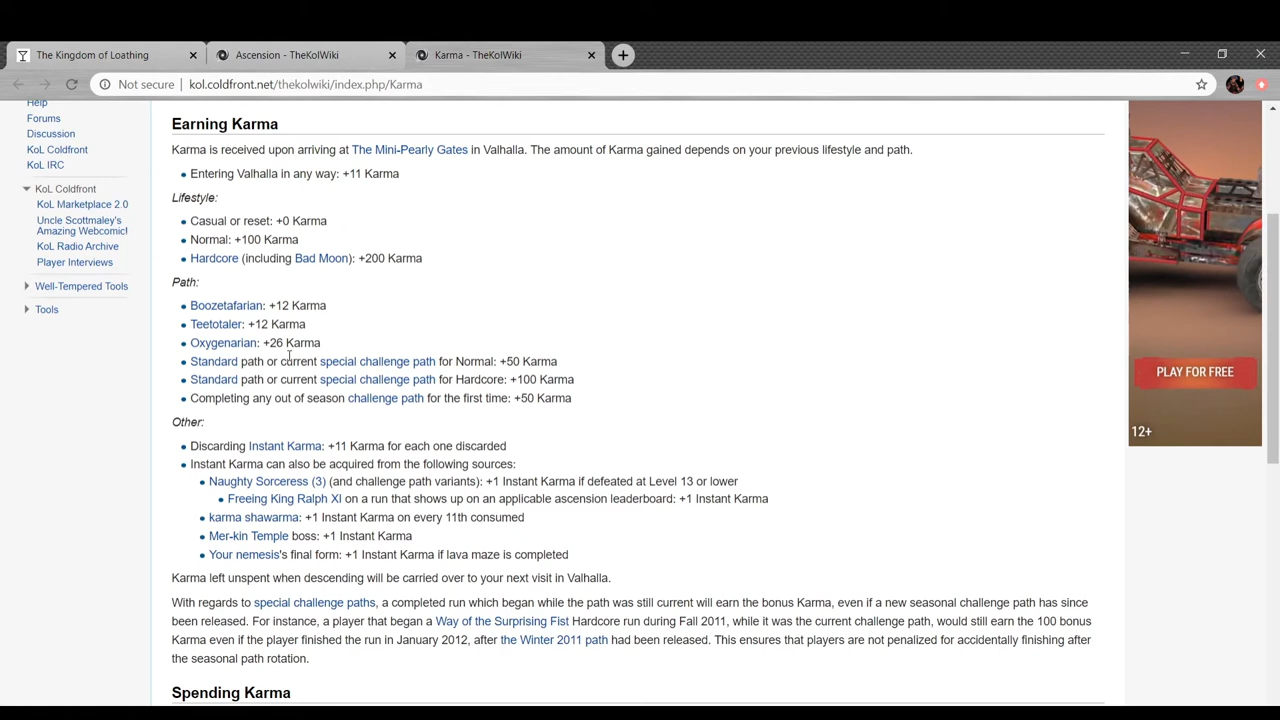 The Kingdom of Loathing
Ascension - TheKolWiki
Karma - TheKolWiki
Not secure kol.coldfront.net/thekolwiki/index.php/Karma
Help
Forums
Discussion
KoL Coldfront
KoL IRC
KoL Coldfront
KoL Marketplace 2.0
Uncle Scottmaley's
Amazing Webcomic!
KoL Radio Archive
Player Interviews
Well-Tempered Tools
Tools
Earning Karma
Karma is received upon arriving at The Mini-Pearly Gates in Valhalla. The amount of Karma gained depends on your previous lifestyle and path.
Entering Valhalla in any way: +11 Karma
Lifestyle:
Casual or reset: +0 Karma
Normal: +100 Karma
Hardcore (including Bad Moon): +200 Karma
Path:
Boozetafarian: +12 Karma
Teetotaler: +12 Karma
Oxygenarian: +26 Karma
Standard path or current special challenge path for Normal: +50 Karma
Standard path or current special challenge path for Hardcore: +100 Karma
Completing any out of season challenge path for the first time: +50 Karma
Other:
Discarding Instant Karma: +11 Karma for each one discarded
Instant Karma can also be acquired from the following sources:
Naughty Sorceress (3) (and challenge path variants): +1 Instant Karma if defeated at Level 13 or lower
Freeing King Ralph XI on a run that shows up on an applicable ascension leaderboard: +1 Instant Karma
karma shawarma: +1 Instant Karma on every 11th consumed
Mer-kin Temple boss: +1 Instant Karma
Your nemesis's final form: +1 Instant Karma if lava maze is completed
Karma left unspent when descending will be carried over to your next visit in Valhalla.
With regards to special challenge paths, a completed run which began while the path was still current will earn the bonus Karma, even if a new seasonal challenge path has since
been released. For instance, a player that began a Way of the Surprising Fist Hardcore run during Fall 2011, while it was the current challenge path, would still earn the 100 bonus
Karma even if the player finished the run in January 2012, after the Winter 2011 path had been released. This ensures that players are not penalized for accidentally finishing after
the seasonal path rotation.
Spending Karma
PLAY FOR FREE
12+